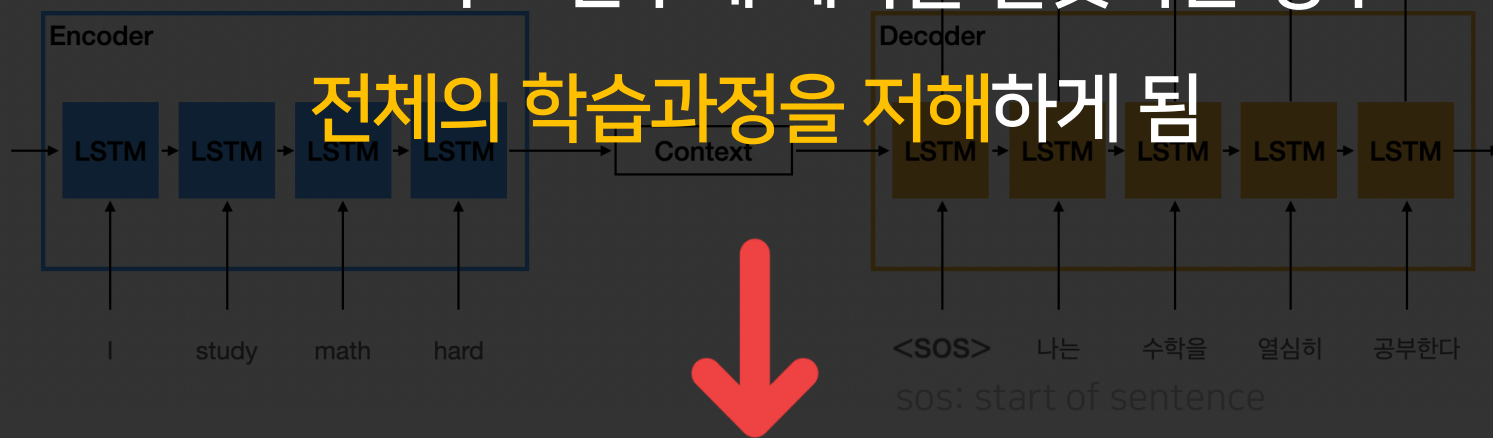 Encoder
Decoder
전체의 학습과정을 저해하게 됨
LSTM LSTM LSTM LSTM Context LSTM LSTM LSTM LSTM LSTM
I study math hard <SOS> 나는 수학을 열심히 공부한다
sos: start of sentence